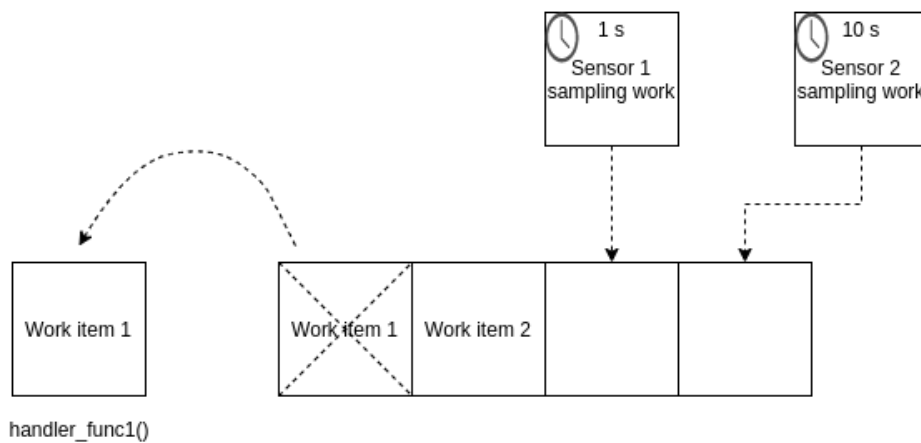 1 s
Sensor 1
sampling work
10 s
Sensor 2
sampling work
Work item 1
Work item 1
Work item 2
handler_func1()